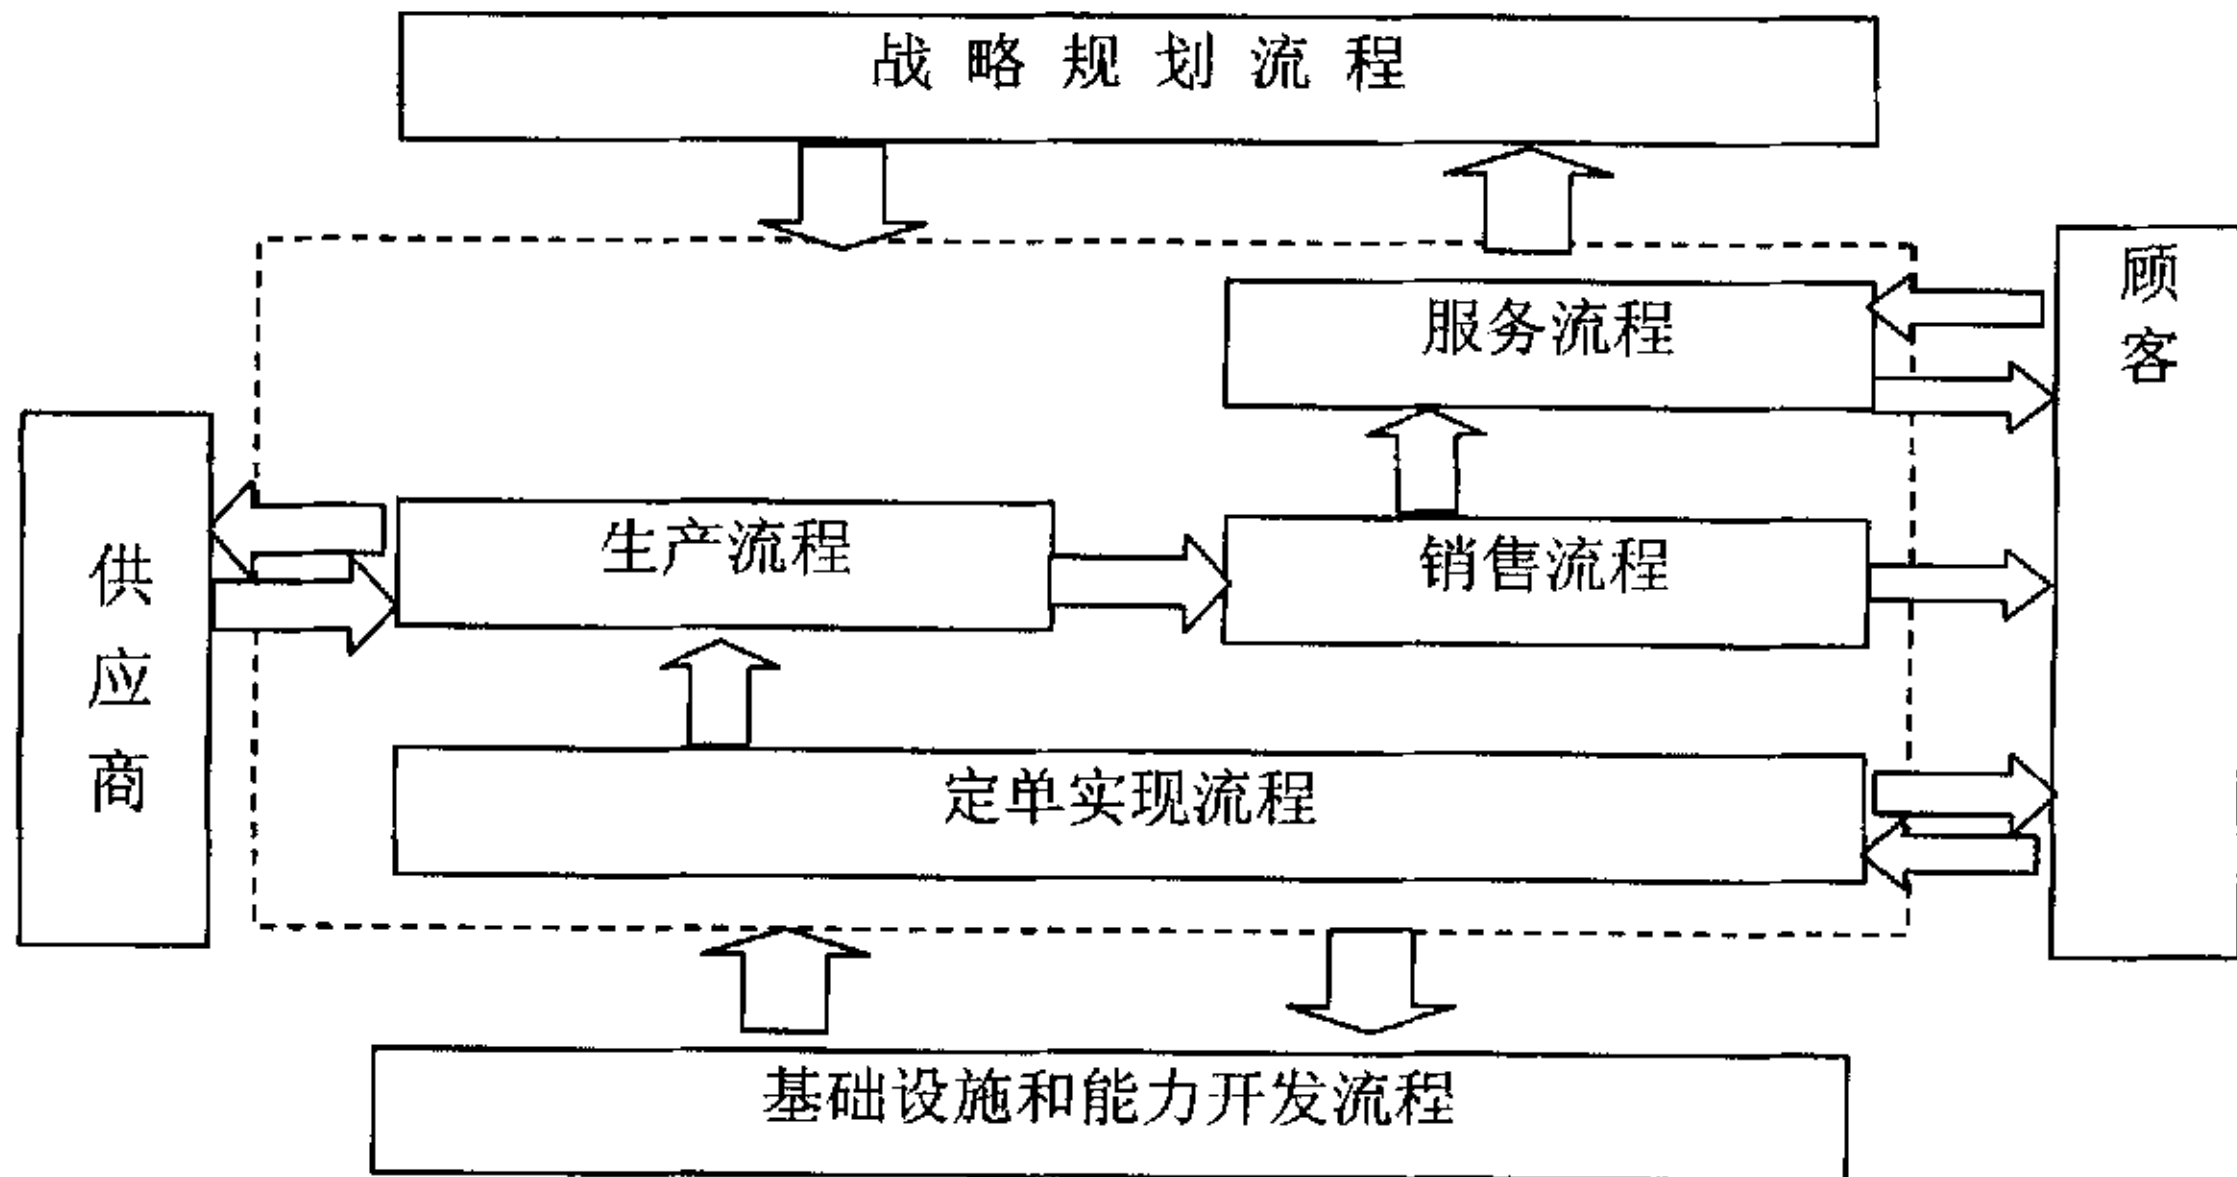 战略规划流程
顾客
服务流程
供应商
生产流程
销售流程
定单实现流程
基础设施和能力开发流程